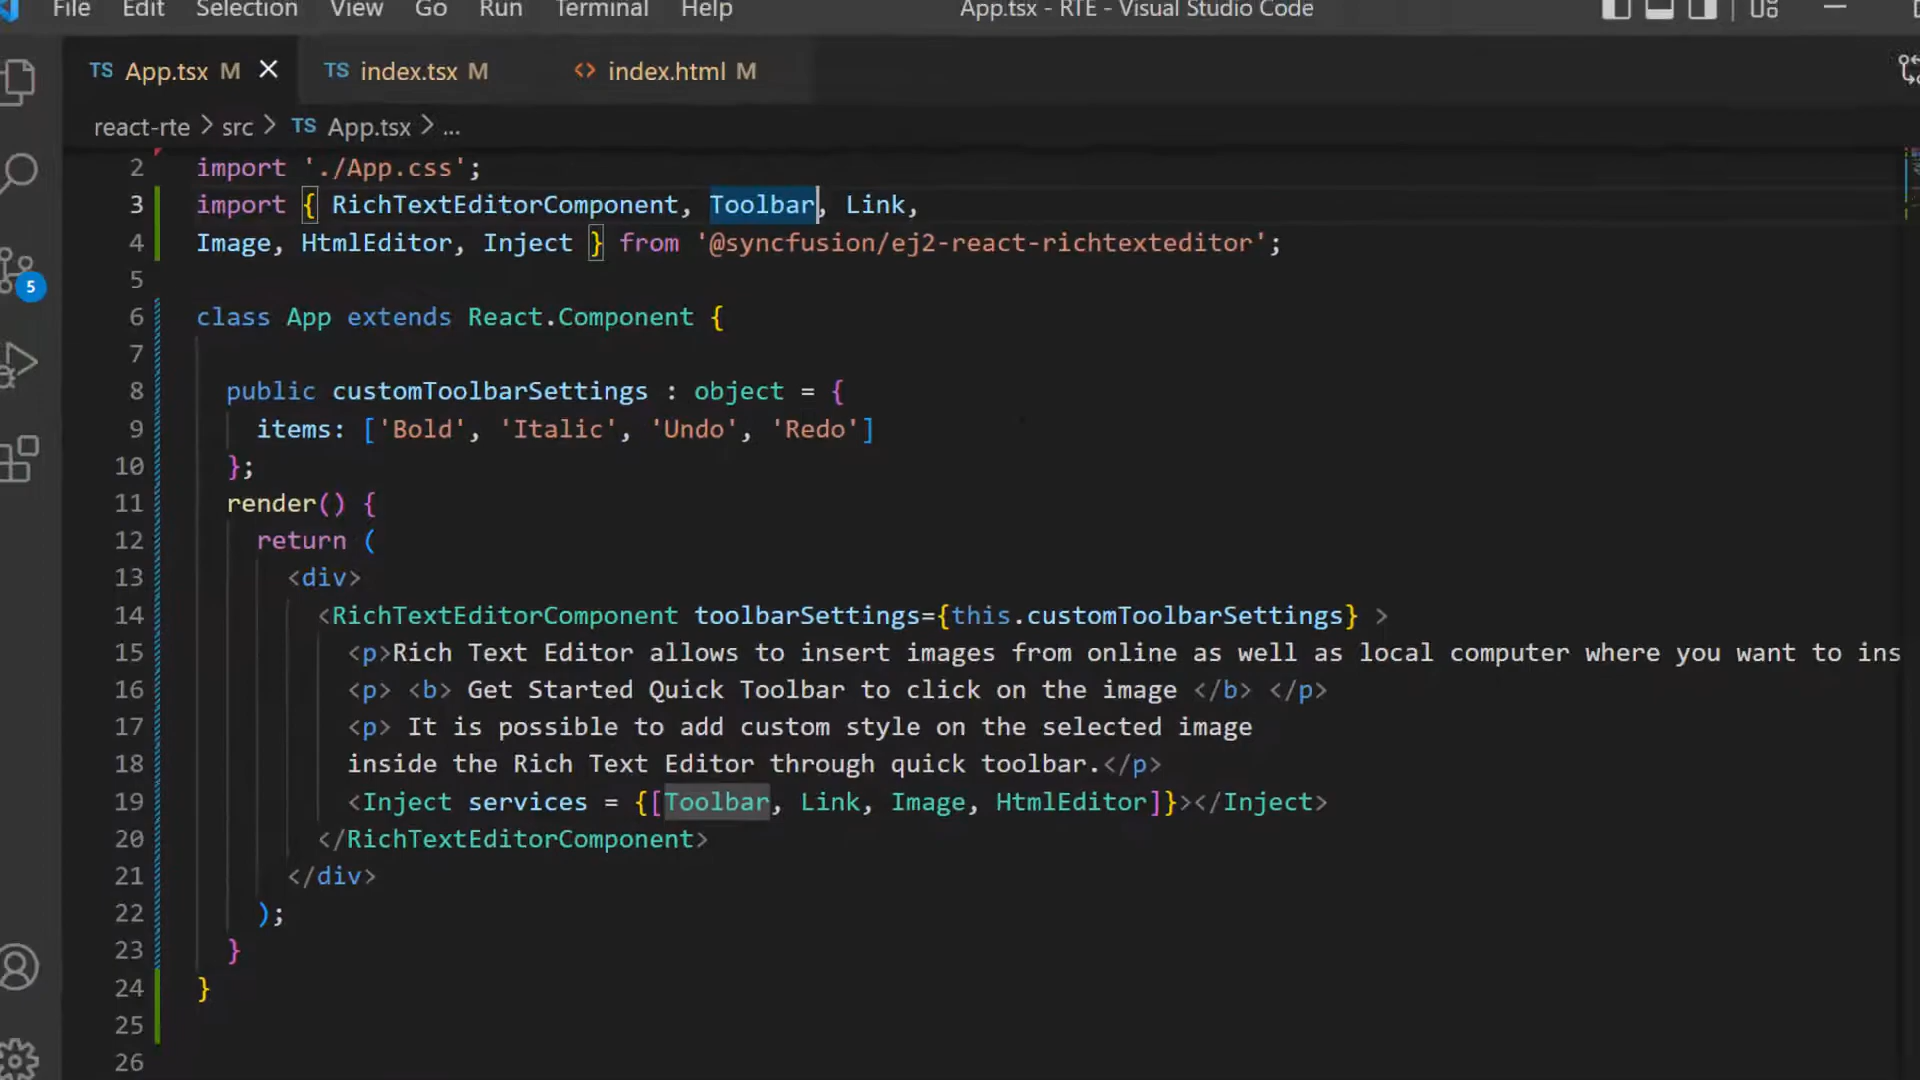 File Edit Selection View Go Run Terminal Help App.tsx - RTE - Visual Studio Code
TS App.tsx M TS index.tsx M <> index.html M
react-rte > src > TS App.tsx > ...
2 import './App.css';
3 import { RichTextEditorComponent, Toolbar, Link,
4 Image, HtmlEditor, Inject } from '@syncfusion/ej2-react-richtexteditor';
5
6 class App extends React.Component {
7
8 public customToolbarSettings : object = {
9 items: ['Bold', 'Italic', 'Undo', 'Redo']
10 };
11 render() {
12 return (
13 <div>
14 <RichTextEditorComponent toolbarSettings={this.customToolbarSettings} >
15 <p>Rich Text Editor allows to insert images from online as well as local computer where you want to ins
16 <p> <b> Get Started Quick Toolbar to click on the image </b> </p>
17 <p> It is possible to add custom style on the selected image
18 inside the Rich Text Editor through quick toolbar.</p>
19 <Inject services = {[Toolbar, Link, Image, HtmlEditor]}></Inject>
20 </RichTextEditorComponent>
21 </div>
22 );
23 }
24 }
25
26
5